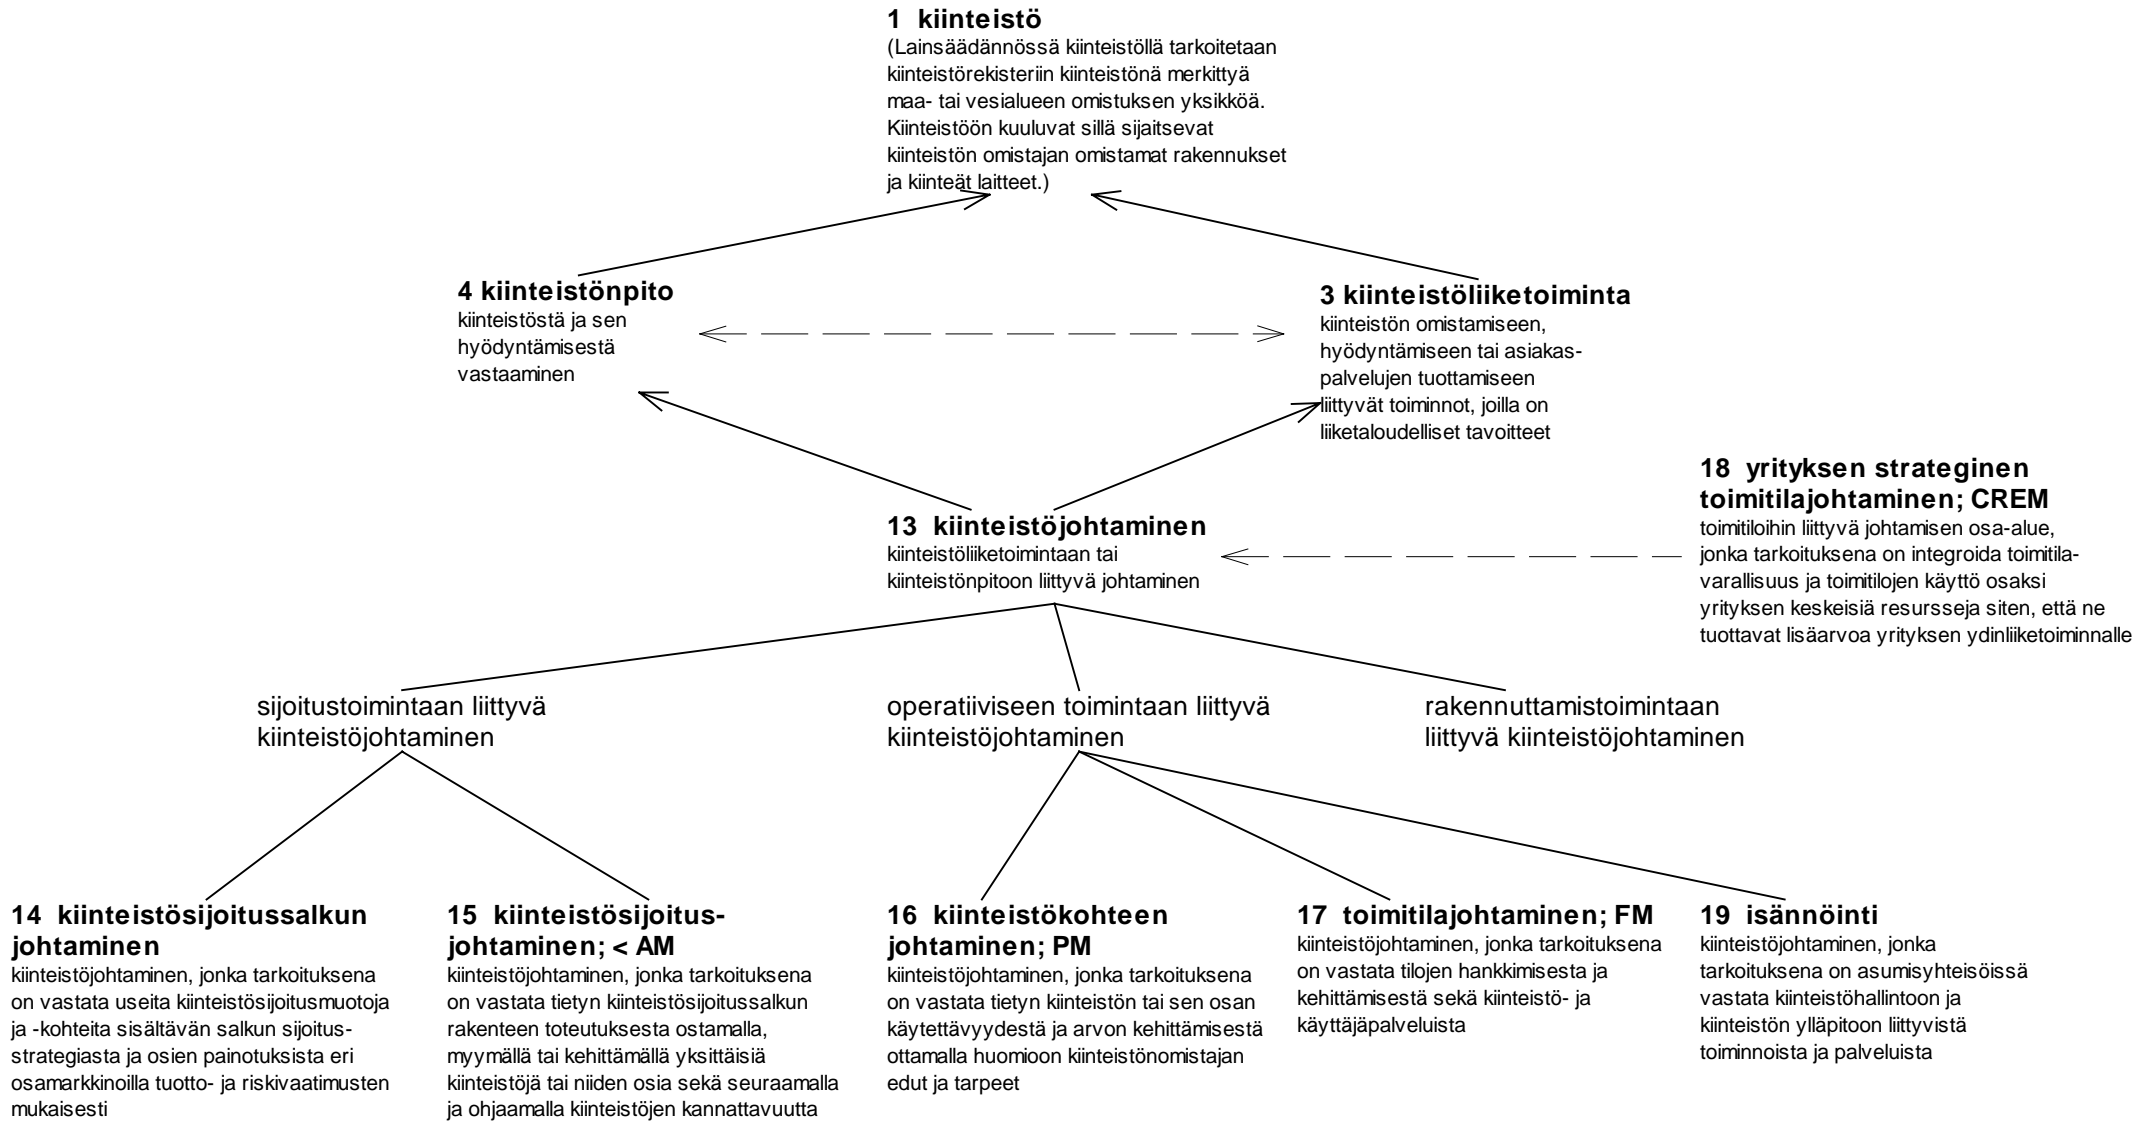 1 kiinteistö
(Lainsäädännössä kiinteistöllä tarkoitetaan
kiinteistörekisteriin kiinteistönä merkittyä
maa- tai vesialueen omistuksen yksikköä.
Kiinteistöön kuuluvat sillä sijaitsevat
kiinteistön omistajan omistamat rakennukset
ja kiinteät laitteet.)
4 kiinteistönpito
kiinteistöstä ja sen
hyödyntämisestä
vastaaminen
3 kiinteistöliiketoiminta
kiinteistön omistamiseen,
hyödyntämiseen tai asiakas-
palvelujen tuottamiseen
liittyvät toiminnot, joilla on
liiketaloudelliset tavoitteet
18 yrityksen strateginen
toimitilajohtaminen; CREM
toimitiloihin liittyvä johtamisen osa-alue,
jonka tarkoituksena on integroida toimitila-
varallisuus ja toimitilojen käyttö osaksi
yrityksen keskeisiä resursseja siten, että ne
tuottavat lisäarvoa yrityksen ydinliiketoiminnalle
13 kiinteistöjohtaminen
kiinteistöliiketoimintaan tai
kiinteistönpitoon liittyvä johtaminen
sijoitustoimintaan liittyvä
kiinteistöjohtaminen
operatiiviseen toimintaan liittyvä
kiinteistöjohtaminen
rakennuttamistoimintaan
liittyvä kiinteistöjohtaminen
14 kiinteistösijoitussalkun
johtaminen
kiinteistöjohtaminen, jonka tarkoituksena
on vastata useita kiinteistösijoitusmuotoja
ja -kohteita sisältävän salkun sijoitus-
strategiasta ja osien painotuksista eri
osamarkkinoilla tuotto- ja riskivaatimusten
mukaisesti
15 kiinteistösijoitus-
johtaminen; < AM
kiinteistöjohtaminen, jonka tarkoituksena
on vastata tietyn kiinteistösijoitussalkun
rakenteen toteutuksesta ostamalla,
myymällä tai kehittämällä yksittäisiä
kiinteistöjä tai niiden osia sekä seuraamalla
ja ohjaamalla kiinteistöjen kannattavuutta
16 kiinteistökohteen
johtaminen; PM
kiinteistöjohtaminen, jonka tarkoituksena
on vastata tietyn kiinteistön tai sen osan
käytettävyydestä ja arvon kehittämisestä
ottamalla huomioon kiinteistönomistajan
edut ja tarpeet
17 toimitilajohtaminen; FM
kiinteistöjohtaminen, jonka tarkoituksena
on vastata tilojen hankkimisesta ja
kehittämisestä sekä kiinteistö- ja
käyttäjäpalveluista
19 isännöinti
kiinteistöjohtaminen, jonka
tarkoituksena on asumisyhteisöissä
vastata kiinteistöhallintoon ja
kiinteistön ylläpitoon liittyvistä
toiminnoista ja palveluista